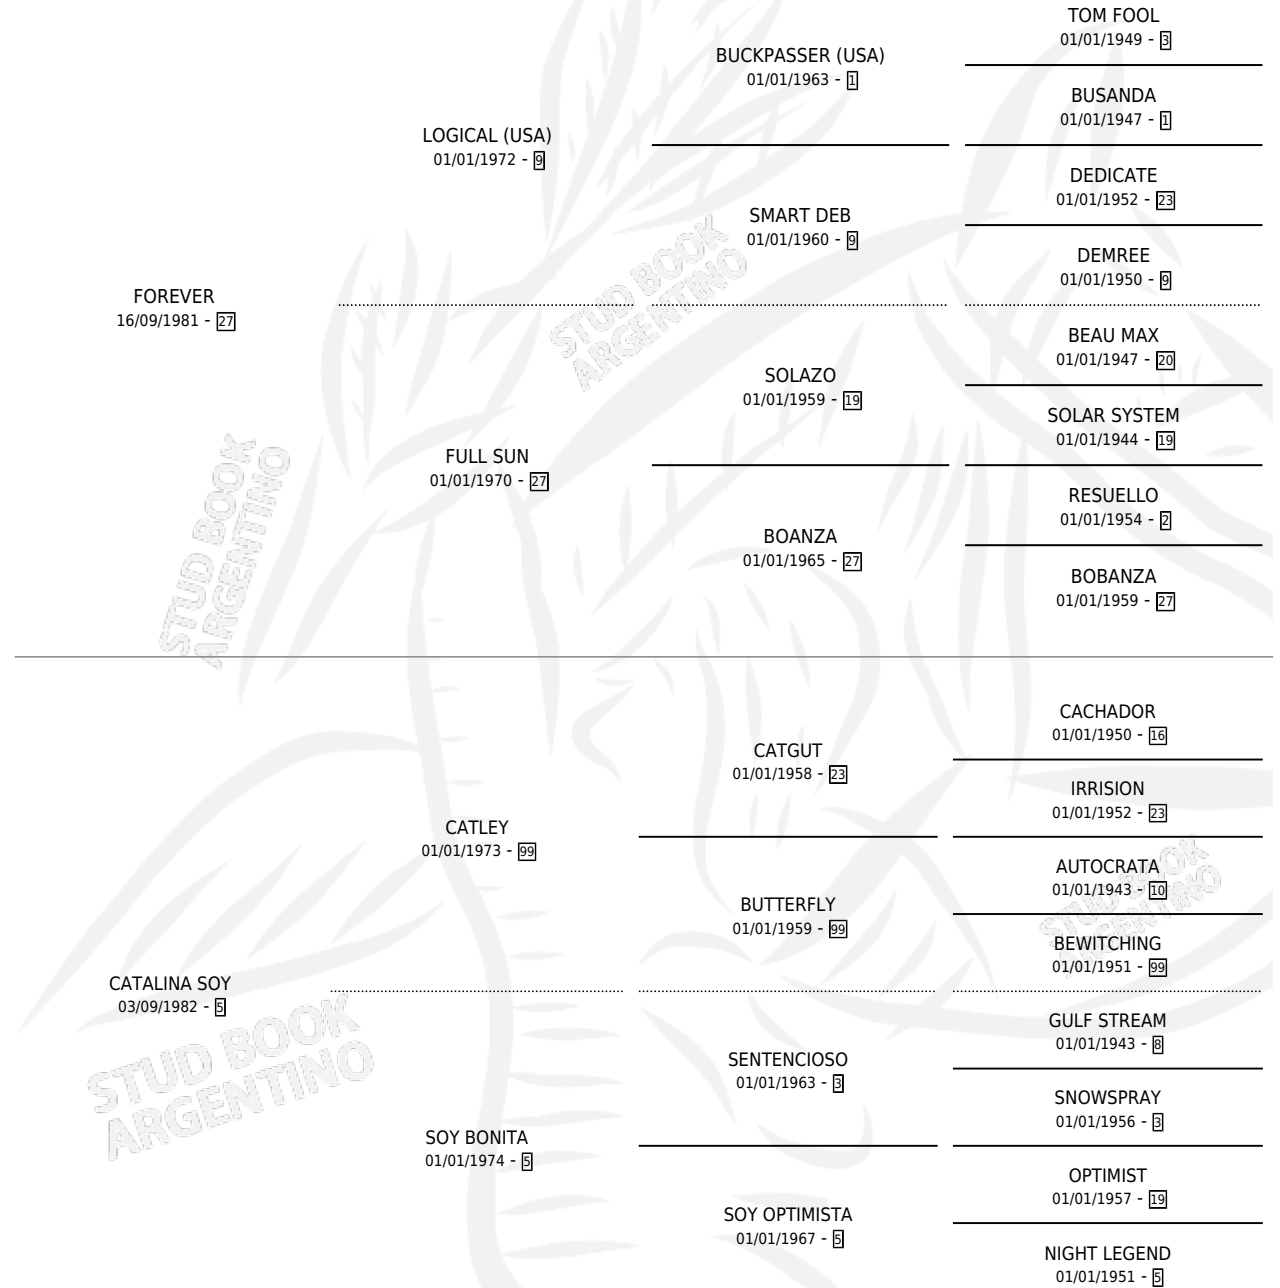 TOM FOOL
01/01/1949 - 3
BUCKPASSER (USA)
01/01/1963 - 1
BUSANDA
01/01/1947 - 1
LOGICAL (USA)
01/01/1972 - 9
DEDICATE
01/01/1952 - 23
SMART DEB
01/01/1960 - 9
DEMREE
01/01/1950 - 9
FOREVER
16/09/1981 - 27
BEAU MAX
01/01/1947 - 20
SOLAZO
01/01/1959 - 19
SOLAR SYSTEM
01/01/1944 - 19
FULL SUN
01/01/1970 - 27
RESUELLO
01/01/1954 - 2
BOANZA
01/01/1965 - 27
BOBANZA
01/01/1959 - 27
CACHADOR
01/01/1950 - 16
CATGUT
01/01/1958 - 23
IRRISION
01/01/1952 - 23
CATLEY
01/01/1973 - 99
AUTOCRATA
01/01/1943 - 10
BUTTERFLY
01/01/1959 - 99
BEWITCHING
01/01/1951 - 99
CATALINA SOY
03/09/1982 - 5
GULF STREAM
01/01/1943 - 8
SENTENCIOSO
01/01/1963 - 3
SNOWSPRAY
01/01/1956 - 3
SOY BONITA
01/01/1974 - 5
OPTIMIST
01/01/1957 - 19
SOY OPTIMISTA
01/01/1967 - 5
NIGHT LEGEND
01/01/1951 - 5
STUD BOOK
ARGENTINO
STUD BOOK
ARGENTINO
STUD BOOK
ARGENTINO
STUD BOOK
ARGENTINO